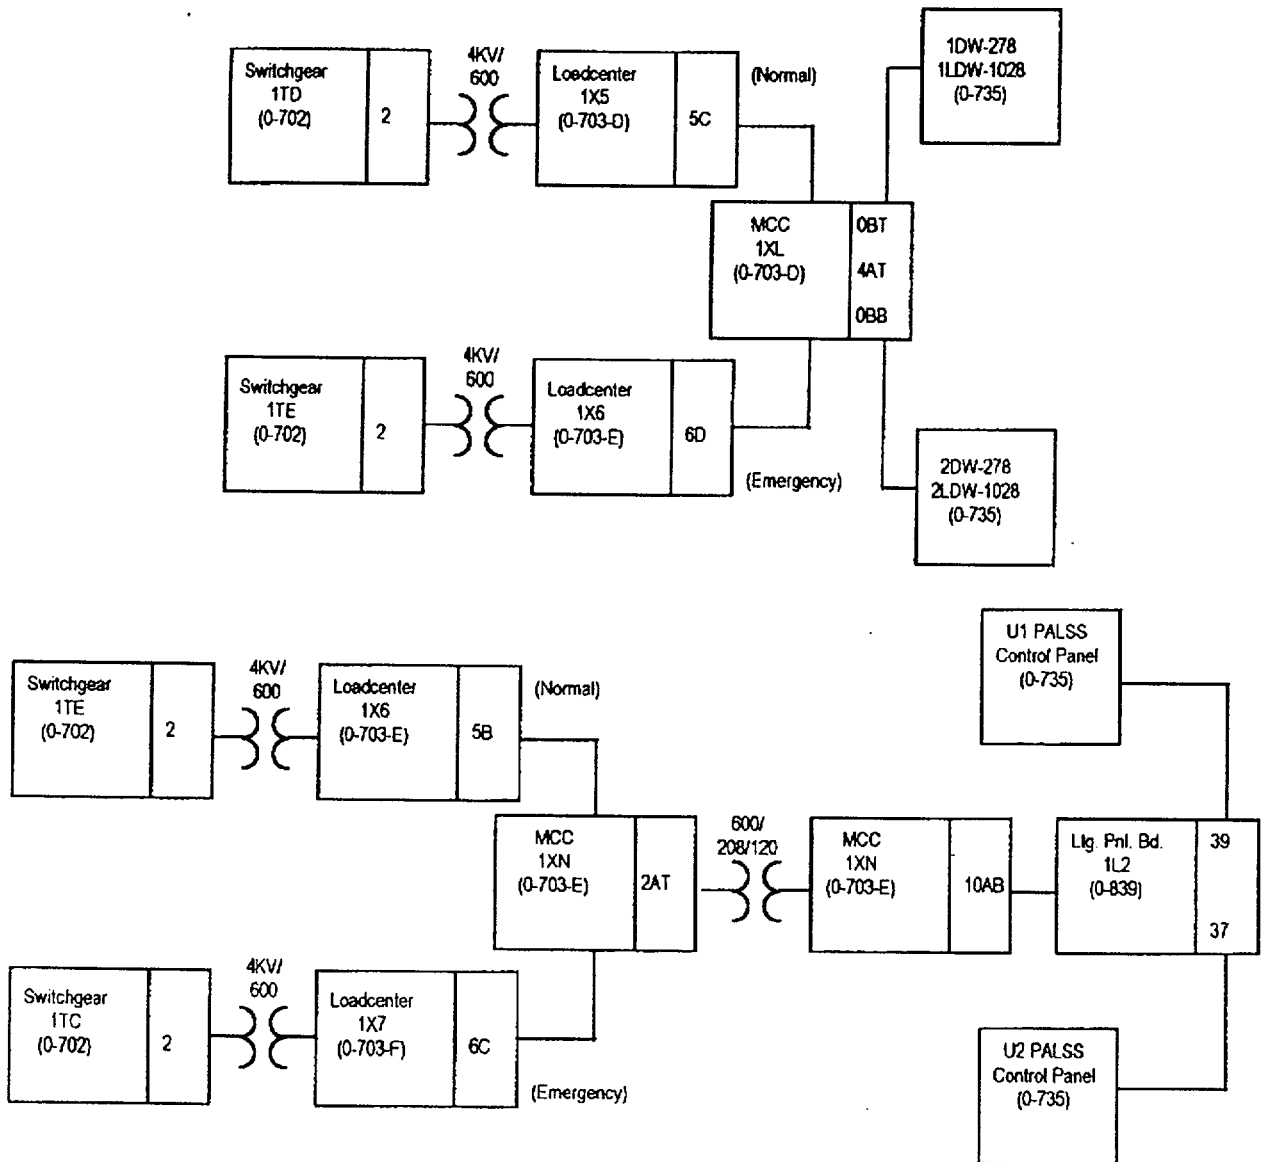 Switchgear
1TD
(0-702)
2
4KV/
600
Loadcenter
1X5
(0-703-D)
5C
(Normal)
1DW-278
1LDW-1028
(0-735)
MCC
1XL
(0-703-D)
0BT
4AT
0BB
Switchgear
1TE
(0-702)
2
4KV/
600
Loadcenter
1X6
(0-703-E)
6D
(Emergency)
2DW-278
2LDW-1028
(0-735)
U1 PALSS
Control Panel
(0-735)
Switchgear
1TE
(0-702)
2
4KV/
600
Loadcenter
1X6
(0-703-E)
5B
(Normal)
MCC
1XN
(0-703-E)
2AT
600/
208/120
MCC
1XN
(0-703-E)
10AB
Ltg. Pnl. Bd.
1L2
(0-839)
39
37
Switchgear
1TC
(0-702)
2
4KV/
600
Loadcenter
1X7
(0-703-F)
6C
(Emergency)
U2 PALSS
Control Panel
(0-735)